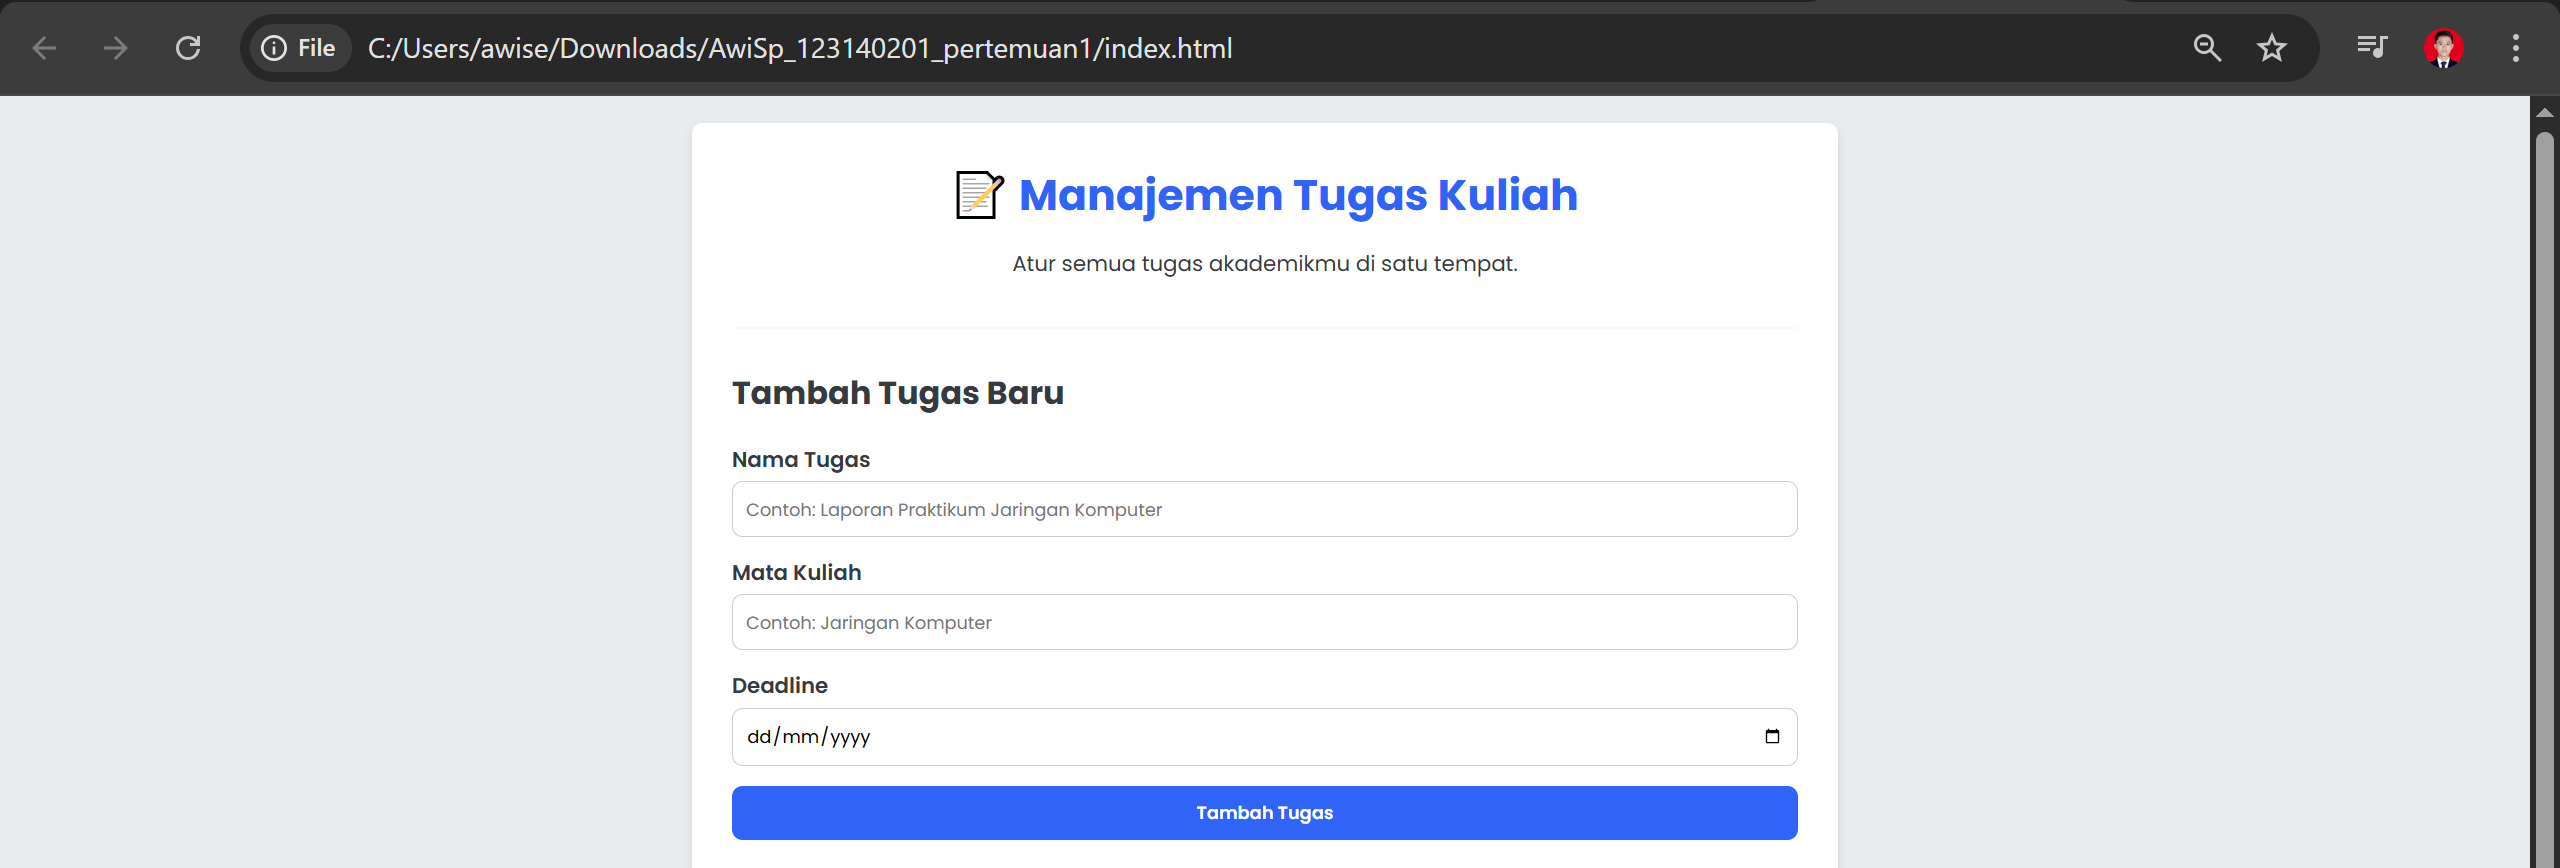 File C:/Users/awise/Downloads/AwiSp_123140201_pertemuan1/index.html
Manajemen Tugas Kuliah
Atur semua tugas akademikmu di satu tempat.
Tambah Tugas Baru
Nama Tugas
Contoh: Laporan Praktikum Jaringan Komputer
Mata Kuliah
Contoh: Jaringan Komputer
Deadline
dd/mm/yyyy
Tambah Tugas